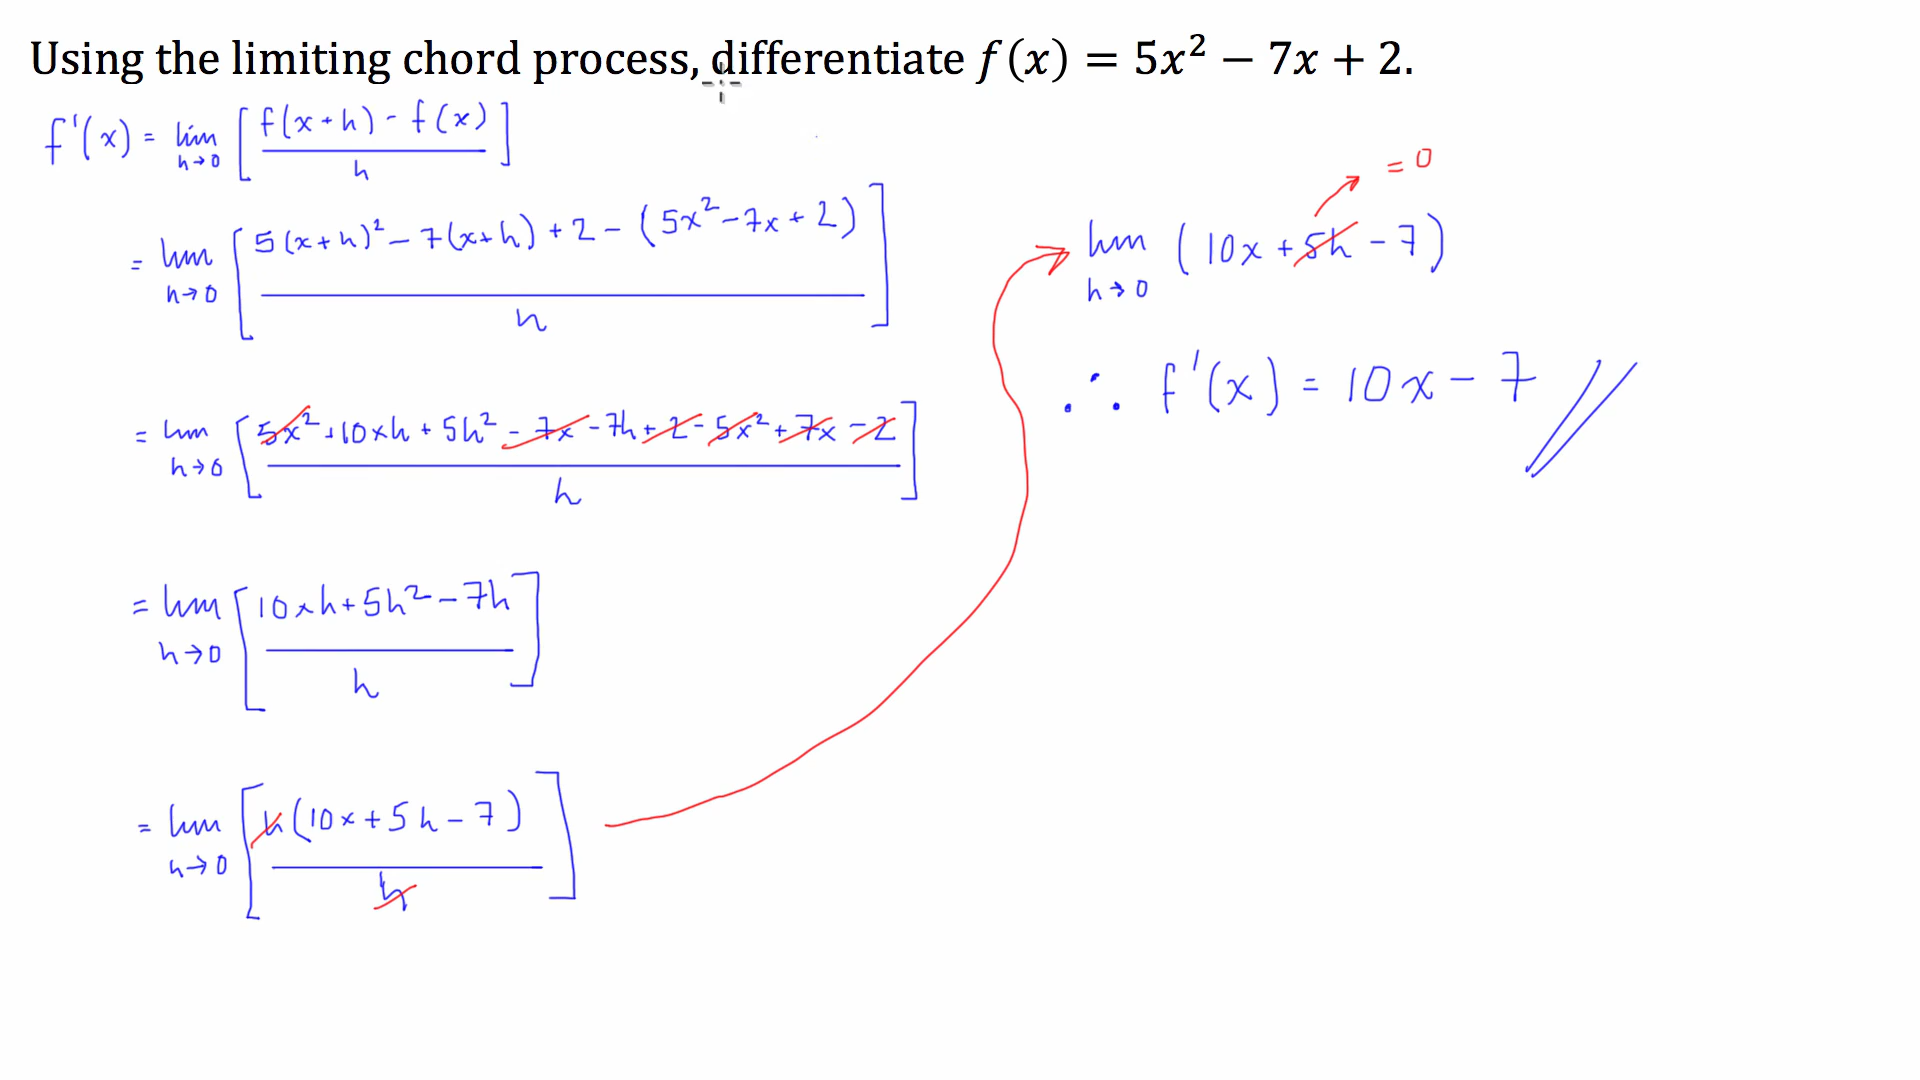 Using the limiting chord process, differentiate f(x) = 5x² − 7x + 2.
f'(x) = lim h→0 [ (f(x+h) - f(x)) / h ]
= lim h→0 [ (5(x+h)² - 7(x+h) + 2 - (5x² - 7x + 2)) / h ]
= lim h→0 [ (5x² + 10xh + 5h² - 7x - 7h + 2 - 5x² + 7x - 2) / h ]
= lim h→0 [ (10xh + 5h² - 7h) / h ]
= lim h→0 [ h(10x + 5h - 7) / h ]
= 0
lim h→0 (10x + 5h - 7)
∴ f'(x) = 10x - 7